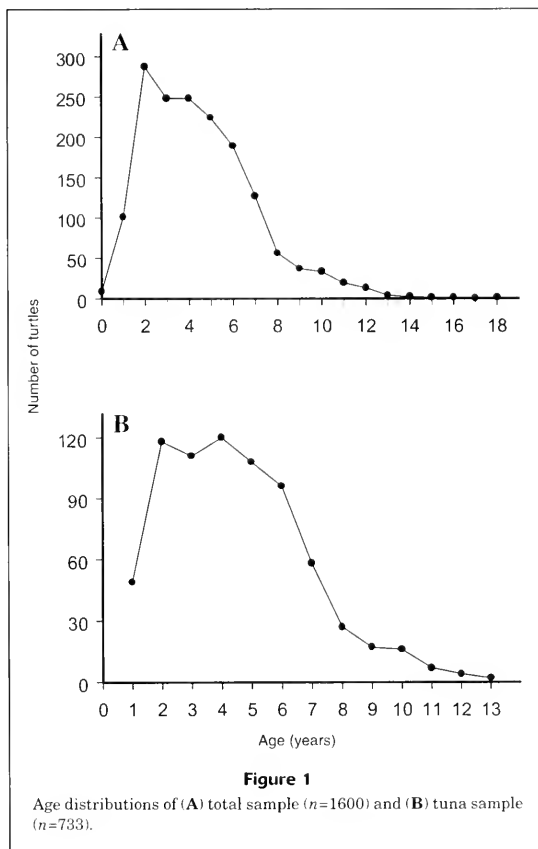 A
300
250
200
150
100
50
0
0 2 4 6 8 10 12 14 16 18
Number of turtles
B
120
90
60
30
0
0 1 2 3 4 5 6 7 8 9 10 11 12 13
Age (years)
Figure 1
Age distributions of (A) total sample (n=1600) and (B) tuna sample
(n=733).